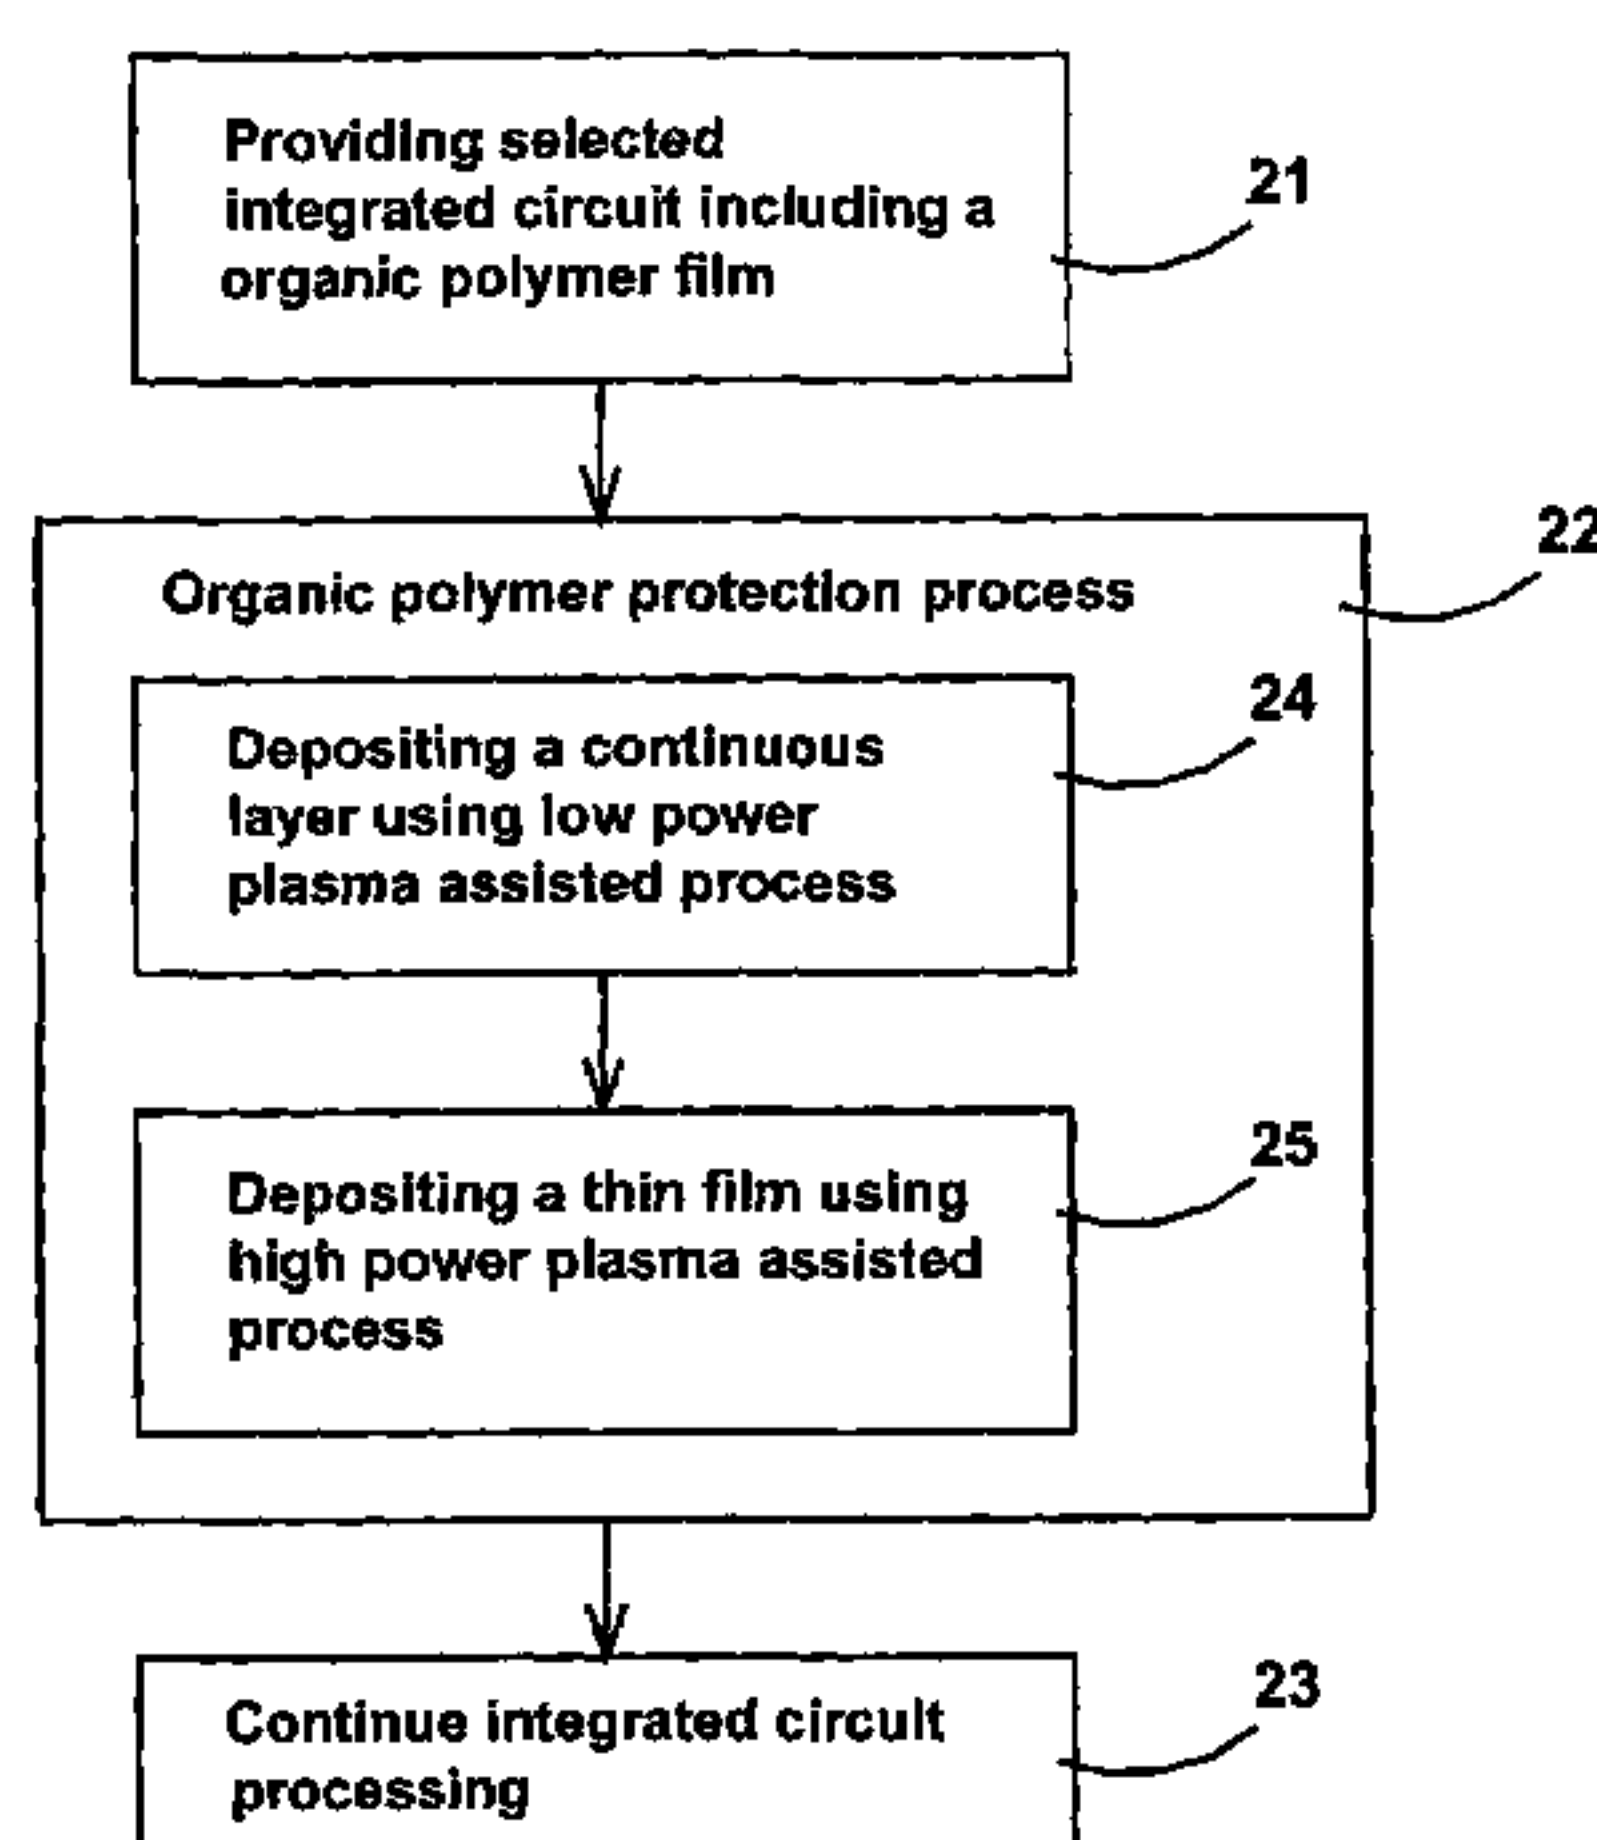 Providing selected
integrated circuit including a
organic polymer film
21
22
Organic polymer protection process
24
Depositing a continuous
layer using low power
plasma assisted process
25
Depositing a thin film using
high power plasma assisted
process
23
Continue integrated circuit
processing